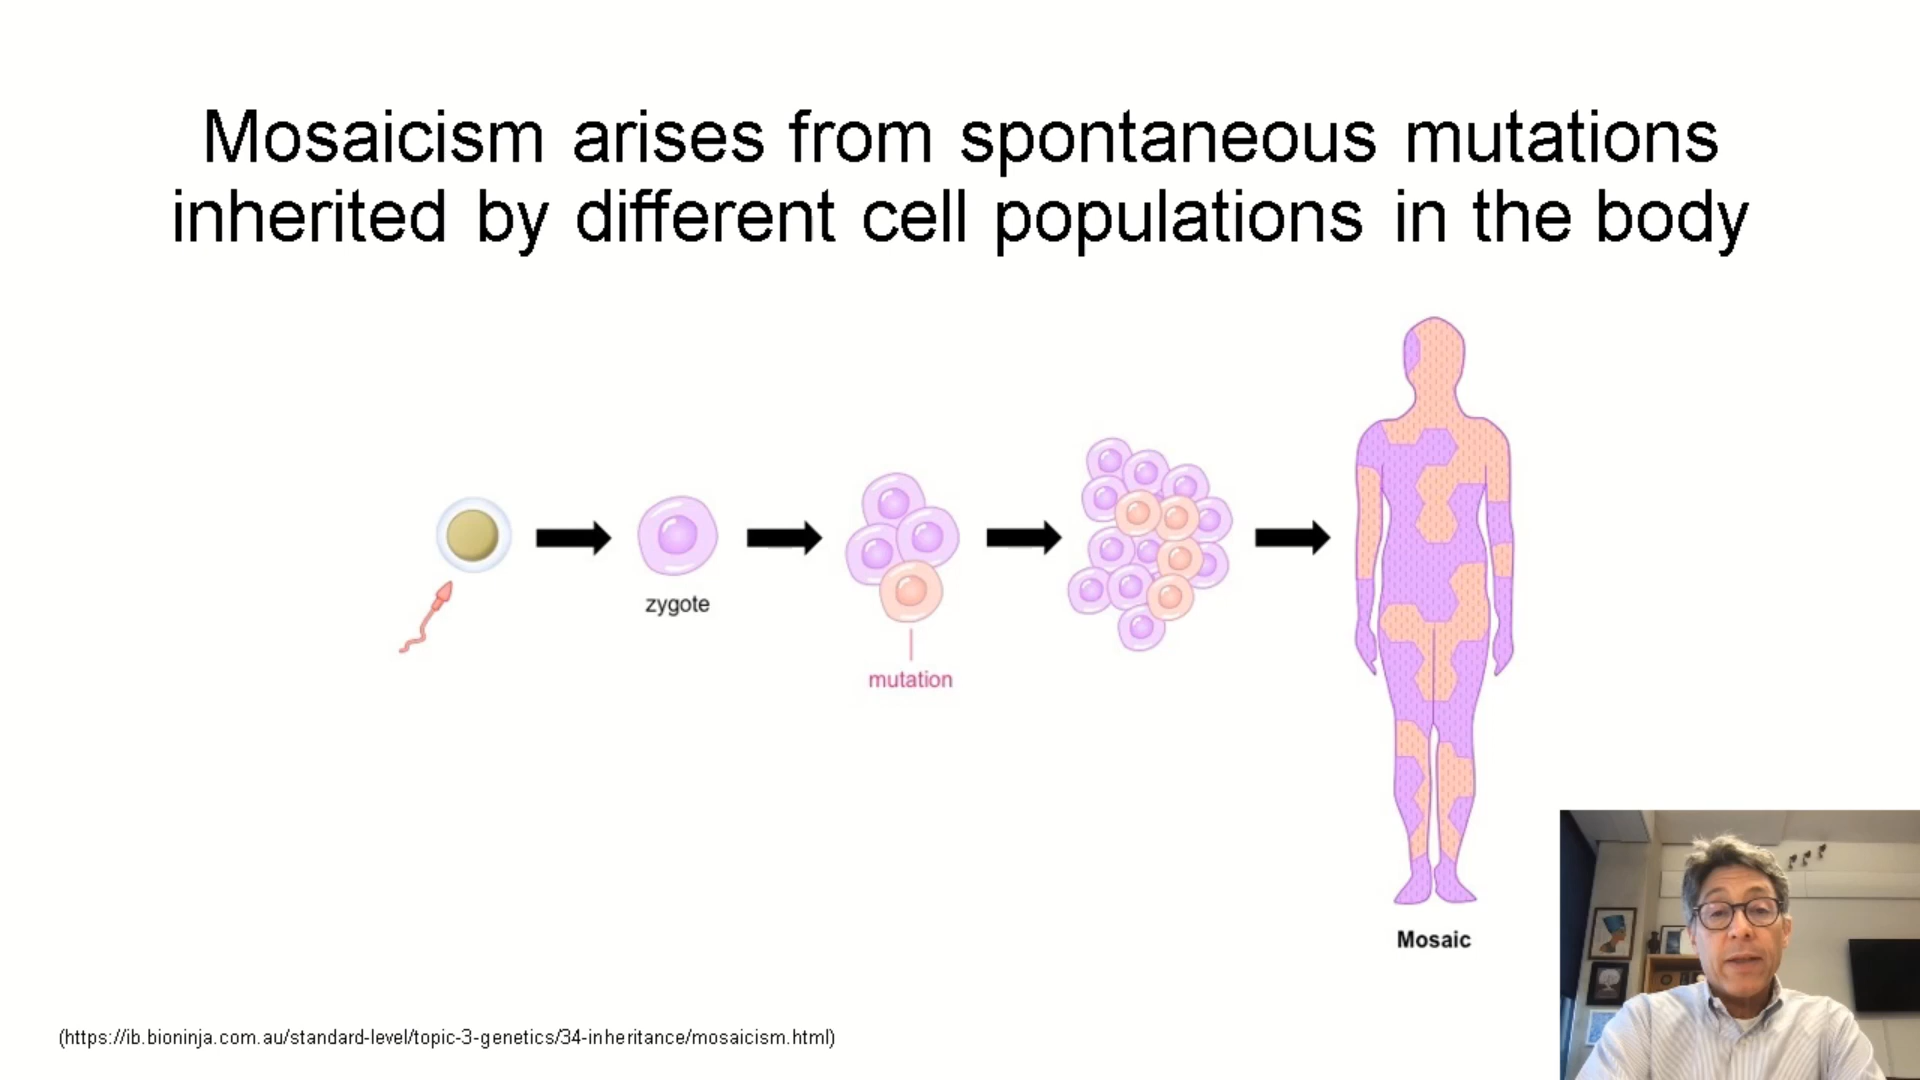 Mosaicism arises from spontaneous mutations
inherited by different cell populations in the body
zygote
mutation
Mosaic
(https://ib.bioninja.com.au/standard-level/topic-3-genetics/34-inheritance/mosaicism.html)